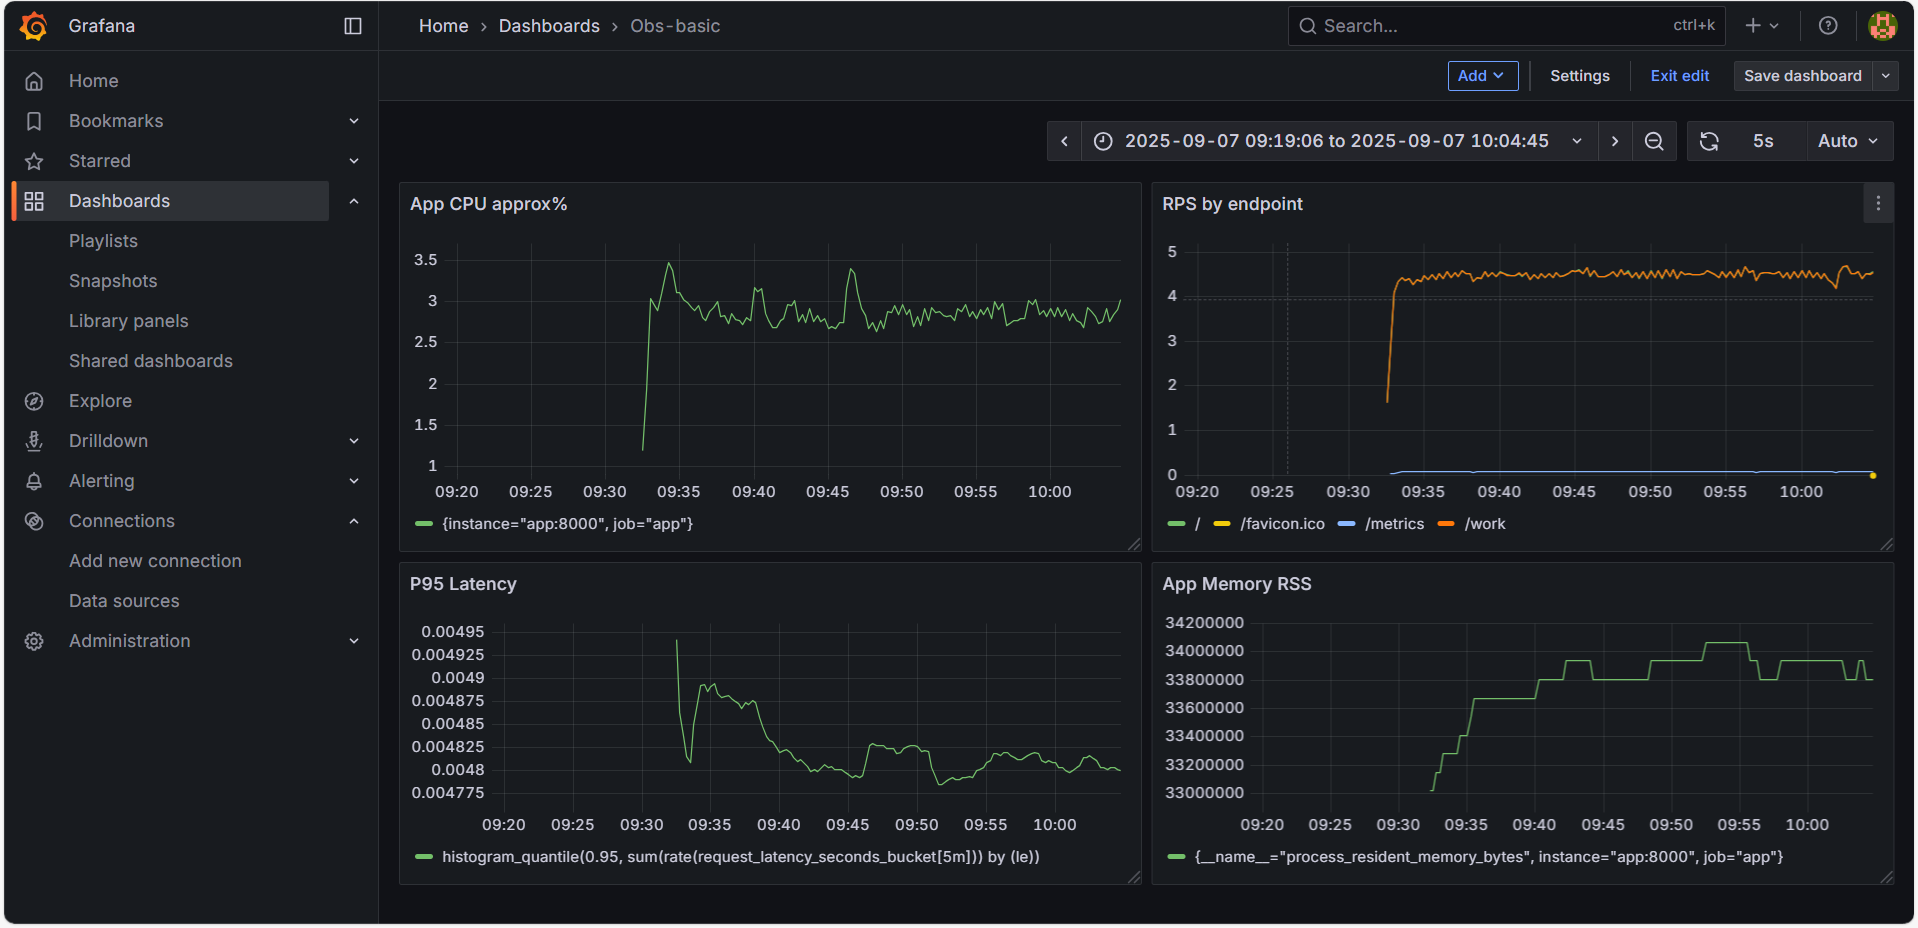 Grafana
Home › Dashboards › Obs-basic
Search... ctrl+k
Add Settings Exit edit Save dashboard
Home
Bookmarks
Starred
Dashboards
Playlists
Snapshots
Library panels
Shared dashboards
Explore
Drilldown
Alerting
Connections
Add new connection
Data sources
Administration
2025-09-07 09:19:06 to 2025-09-07 10:04:45
5s Auto
App CPU approx%
3.5
3
2.5
2
1.5
1
09:20 09:25 09:30 09:35 09:40 09:45 09:50 09:55 10:00
{instance="app:8000", job="app"}
RPS by endpoint
5
4
3
2
1
0
09:20 09:25 09:30 09:35 09:40 09:45 09:50 09:55 10:00
/ /favicon.ico /metrics /work
P95 Latency
0.00495
0.004925
0.0049
0.004875
0.00485
0.004825
0.0048
0.004775
09:20 09:25 09:30 09:35 09:40 09:45 09:50 09:55 10:00
histogram_quantile(0.95, sum(rate(request_latency_seconds_bucket[5m])) by (le))
App Memory RSS
34200000
34000000
33800000
33600000
33400000
33200000
33000000
09:20 09:25 09:30 09:35 09:40 09:45 09:50 09:55 10:00
{__name__="process_resident_memory_bytes", instance="app:8000", job="app"}